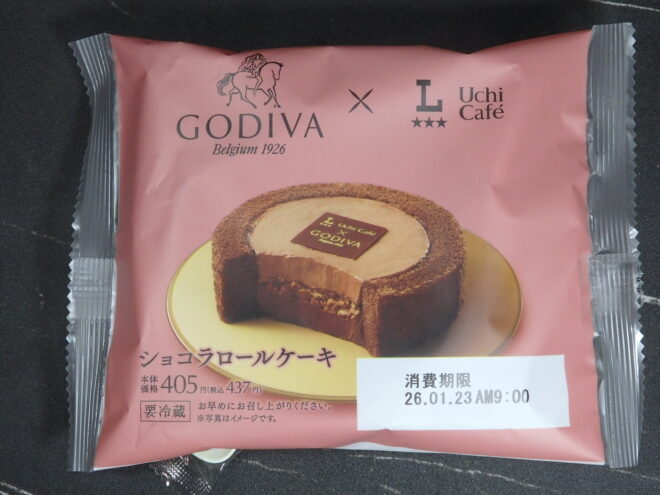 GODIVA
Belgium 1926
×
L
★★★
Uchi
Café
L Uchi Café
×
GODIVA
ショコラロールケーキ
本体
価格 405円(税込 437円)
要冷蔵 お早めにお召し上がりください。
※写真はイメージです。
消費期限
26.01.23 AM9:00